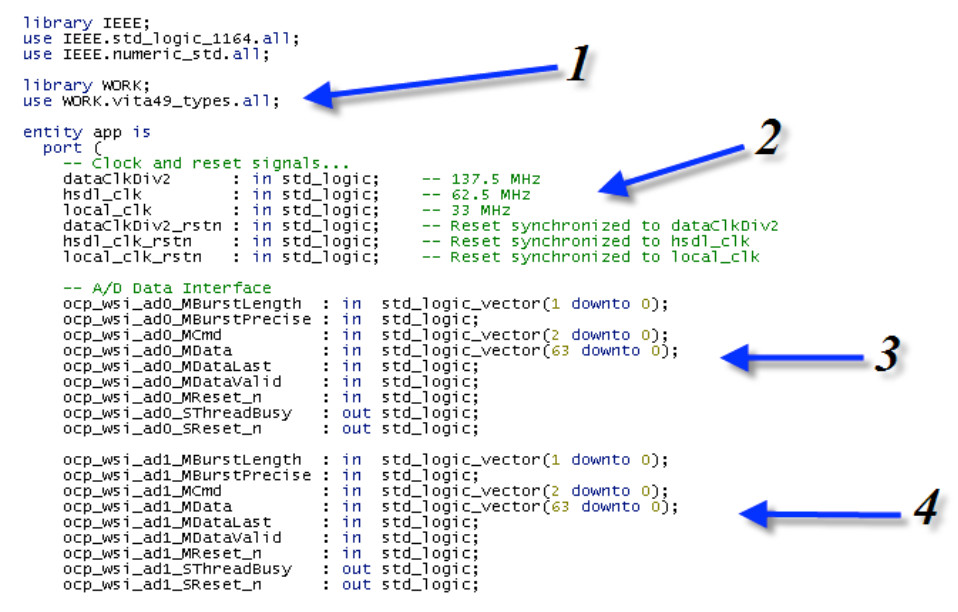 library IEEE;
use IEEE.std_logic_1164.all;
use IEEE.numeric_std.all;
1
library WORK;
use WORK.vita49_types.all;
entity app is
port (
2
-- Clock and reset signals...
dataClkDiv2 : in std_logic; -- 137.5 MHz
hsdl_clk : in std_logic; -- 62.5 MHz
local_clk : in std_logic; -- 33 MHz
dataClkDiv2_rstn : in std_logic; -- Reset synchronized to dataClkDiv2
hsdl_clk_rstn : in std_logic; -- Reset synchronized to hsdl_clk
local_clk_rstn : in std_logic; -- Reset synchronized to local_clk
-- A/D Data Interface
ocp_wsi_ad0_MBurstLength : in std_logic_vector(1 downto 0);
ocp_wsi_ad0_MBurstPrecise : in std_logic;
ocp_wsi_ad0_MCmd : in std_logic_vector(2 downto 0);
ocp_wsi_ad0_MData : in std_logic_vector(63 downto 0);
3
ocp_wsi_ad0_MDataLast : in std_logic;
ocp_wsi_ad0_MDataValid : in std_logic;
ocp_wsi_ad0_MReset_n : in std_logic;
ocp_wsi_ad0_SThreadBusy : out std_logic;
ocp_wsi_ad0_SReset_n : out std_logic;
ocp_wsi_ad1_MBurstLength : in std_logic_vector(1 downto 0);
ocp_wsi_ad1_MBurstPrecise : in std_logic;
ocp_wsi_ad1_MCmd : in std_logic_vector(2 downto 0);
ocp_wsi_ad1_MData : in std_logic_vector(63 downto 0);
4
ocp_wsi_ad1_MDataLast : in std_logic;
ocp_wsi_ad1_MDataValid : in std_logic;
ocp_wsi_ad1_MReset_n : in std_logic;
ocp_wsi_ad1_SThreadBusy : out std_logic;
ocp_wsi_ad1_SReset_n : out std_logic;